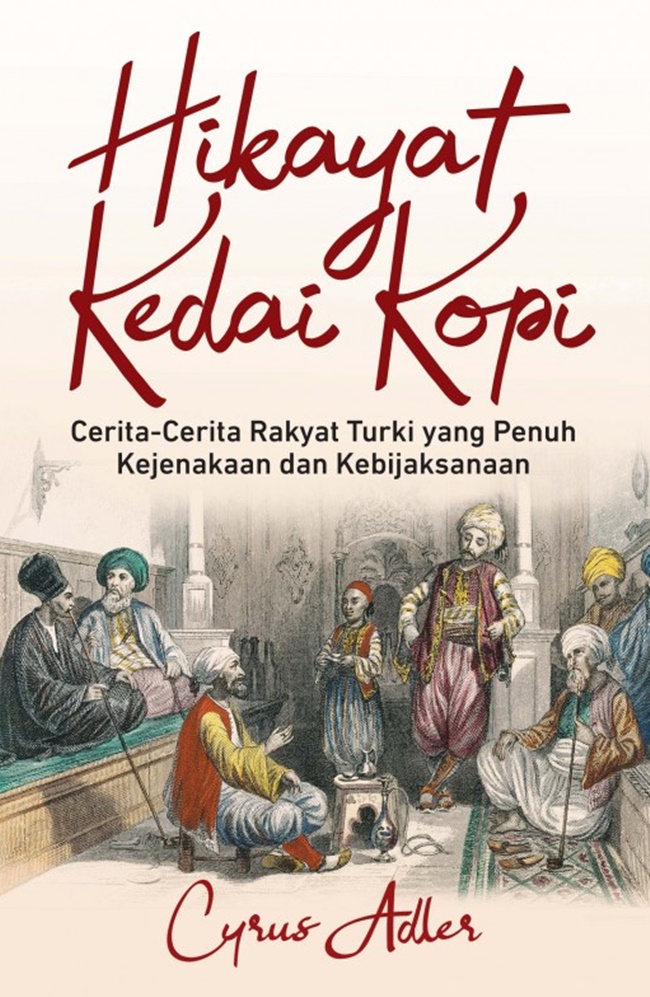 Hikayat
Kedai Kopi
Cerita-Cerita Rakyat Turki yang Penuh
Kejenakaan dan Kebijaksanaan
Cyrus Adler